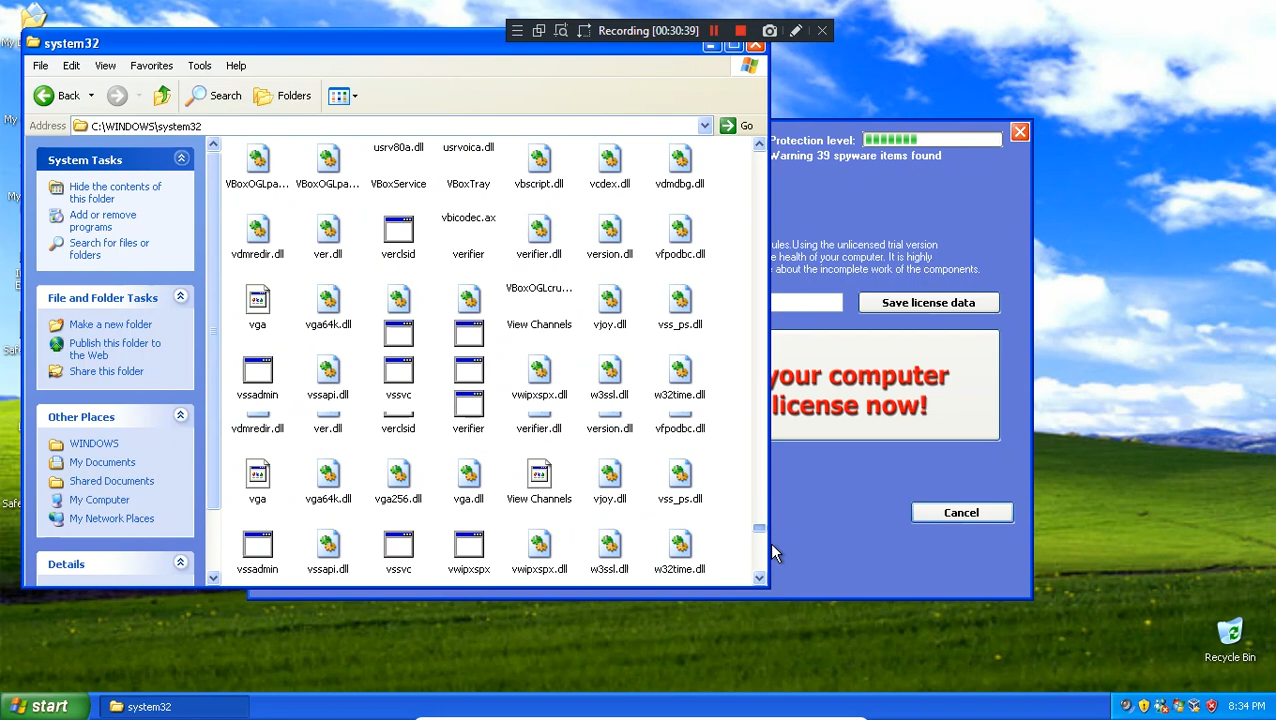 Recording [00:30:39]
system32
File Edit View Favorites Tools Help
Back Search Folders
Address C:\WINDOWS\system32 Go
System Tasks
Hide the contents of
this folder
Add or remove
programs
Search for files or
folders
File and Folder Tasks
Make a new folder
Publish this folder to
the Web
Share this folder
Other Places
WINDOWS
My Documents
Shared Documents
My Computer
My Network Places
Details
usrv80a.dll usrvoica.dll
VBoxOGLpa... VBoxOGLpa... VBoxService VBoxTray vbscript.dll vcdex.dll vdmdbg.dll
vbicodec.ax
vdmredir.dll ver.dll verclsid verifier verifier.dll version.dll vfpodbc.dll
VBoxOGLcru...
vga vga64k.dll View Channels vjoy.dll vss_ps.dll
vssadmin vssapi.dll vssvc vwipxspx.dll w3ssl.dll w32time.dll
vdmredir.dll ver.dll verclsid verifier verifier.dll version.dll vfpodbc.dll
vga vga64k.dll vga256.dll vga.dll View Channels vjoy.dll vss_ps.dll
vssadmin vssapi.dll vssvc vwipxspx vwipxspx.dll w3ssl.dll w32time.dll
Protection level:
Warning 39 spyware items found
ules.Using the unlicensed trial version
e health of your computer. It is highly
about the incomplete work of the components.
Save license data
your computer
license now!
Cancel
Recycle Bin
start system32 8:34 PM